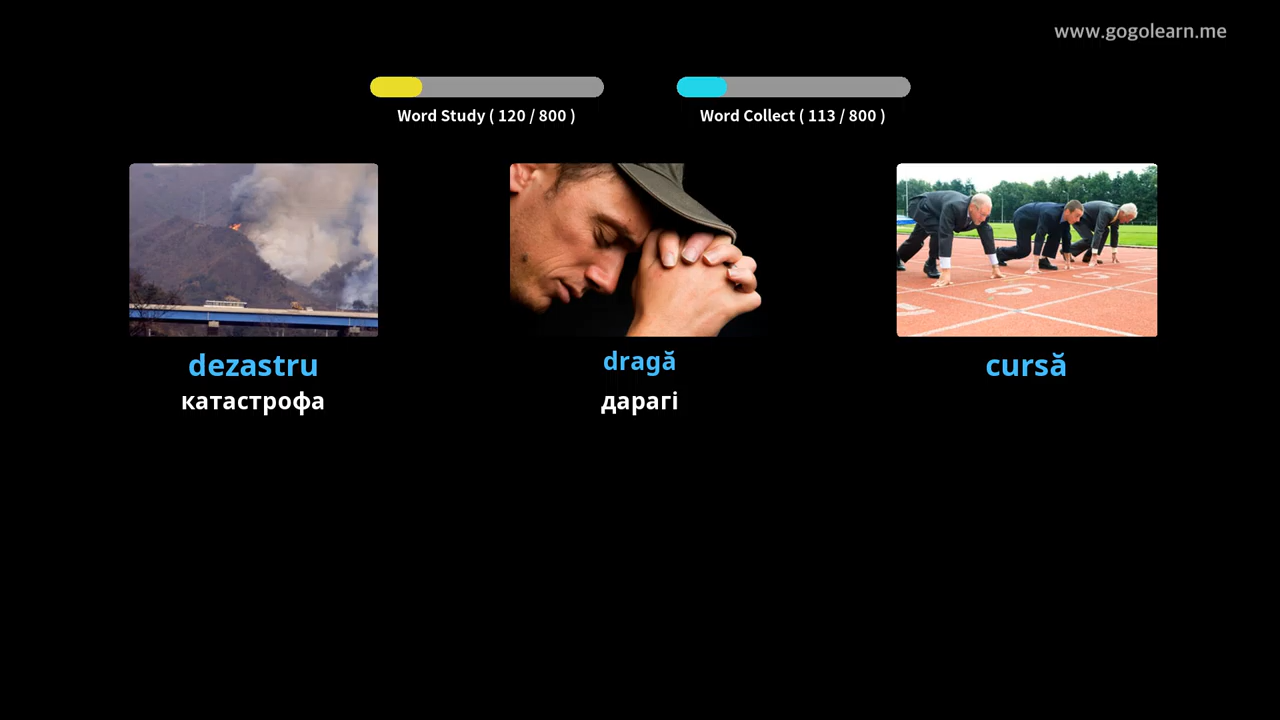 www.gogolearn.me
Word Study ( 120 / 800 )
Word Collect ( 113 / 800 )
dezastru
катастрофа
dragă
дарагі
cursă